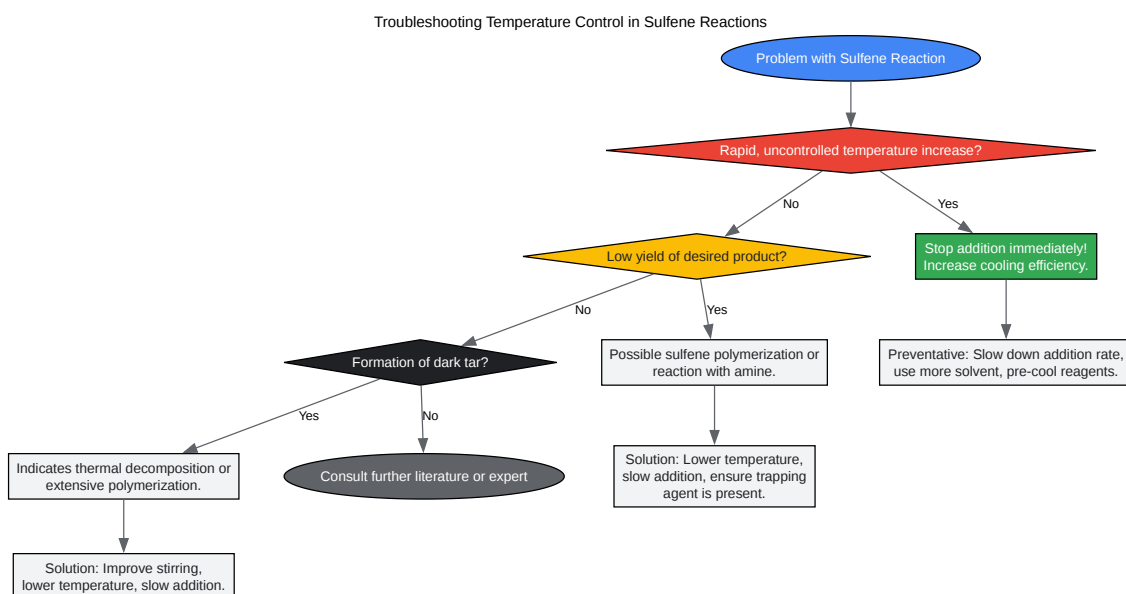 Troubleshooting Temperature Control in Sulfene Reactions
Problem with Sulfene Reaction
Rapid, uncontrolled temperature increase?
No
Yes
Low yield of desired product?
Stop addition immediately!
Increase cooling efficiency.
No
Yes
Formation of dark tar?
Possible sulfene polymerization or
reaction with amine.
Preventative: Slow down addition rate,
use more solvent, pre-cool reagents.
Yes
No
Indicates thermal decomposition or
extensive polymerization.
Consult further literature or expert
Solution: Lower temperature,
slow addition, ensure trapping
agent is present.
Solution: Improve stirring,
lower temperature, slow addition.